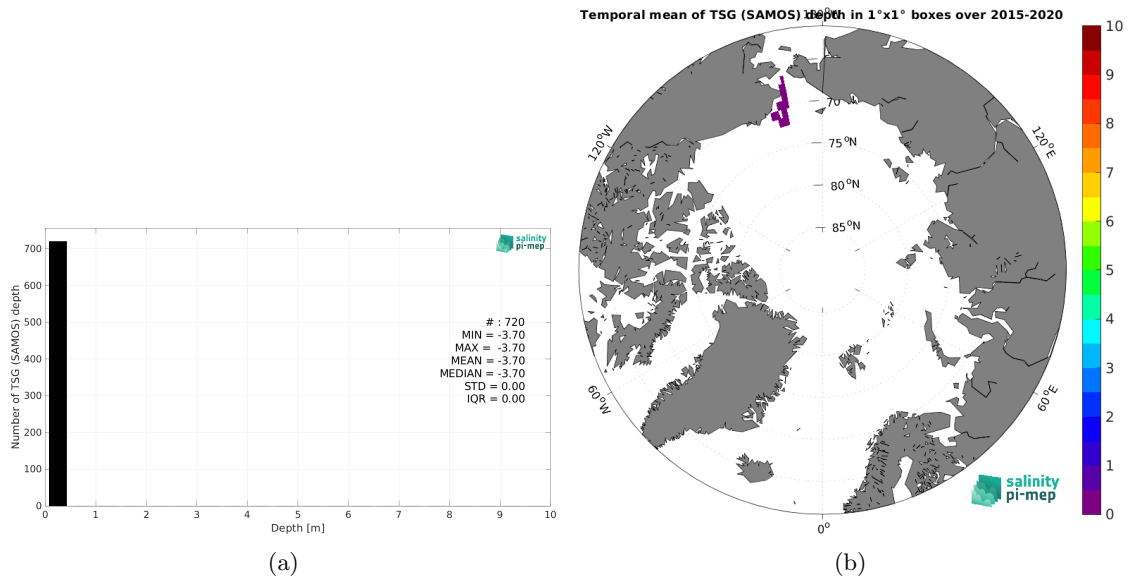 Temporal mean of TSG (SAMOS) depth in 1°x1° boxes over 2015-2020
180°W
120°W
120°E
60°W
60°E
0°
70
75°N
80°N
85°N
10
9
8
7
6
5
4
3
2
1
0
salinity
pi-mep
Number of TSG (SAMOS) depth
700
600
500
400
300
200
100
0
salinity
pi-mep
# : 720
MIN = -3.70
MAX = -3.70
MEAN = -3.70
MEDIAN = -3.70
STD = 0.00
IQR = 0.00
0 1 2 3 4 5 6 7 8 9 10
Depth [m]
(a)
(b)